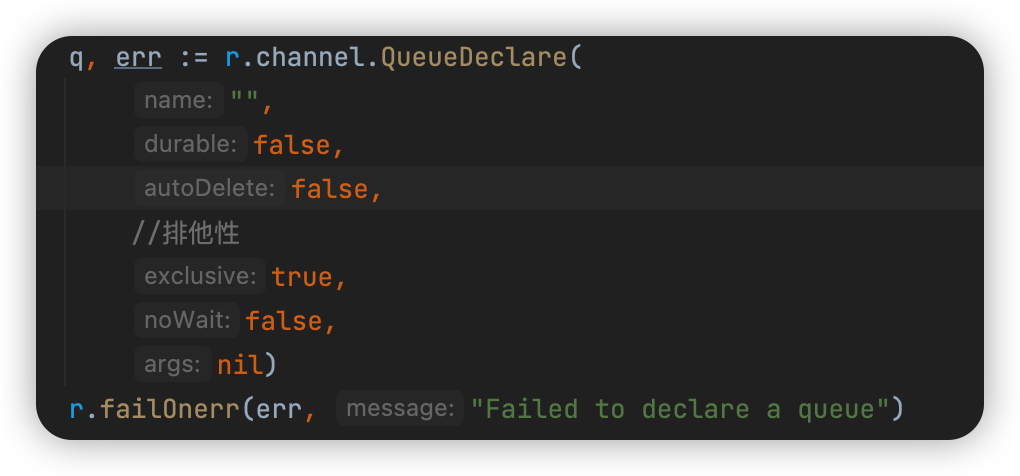 q, err := r.channel.QueueDeclare(
name: "",
durable: false,
autoDelete: false,
//排他性
exclusive: true,
noWait: false,
args: nil)
r.failOnerr(err, message: "Failed to declare a queue")